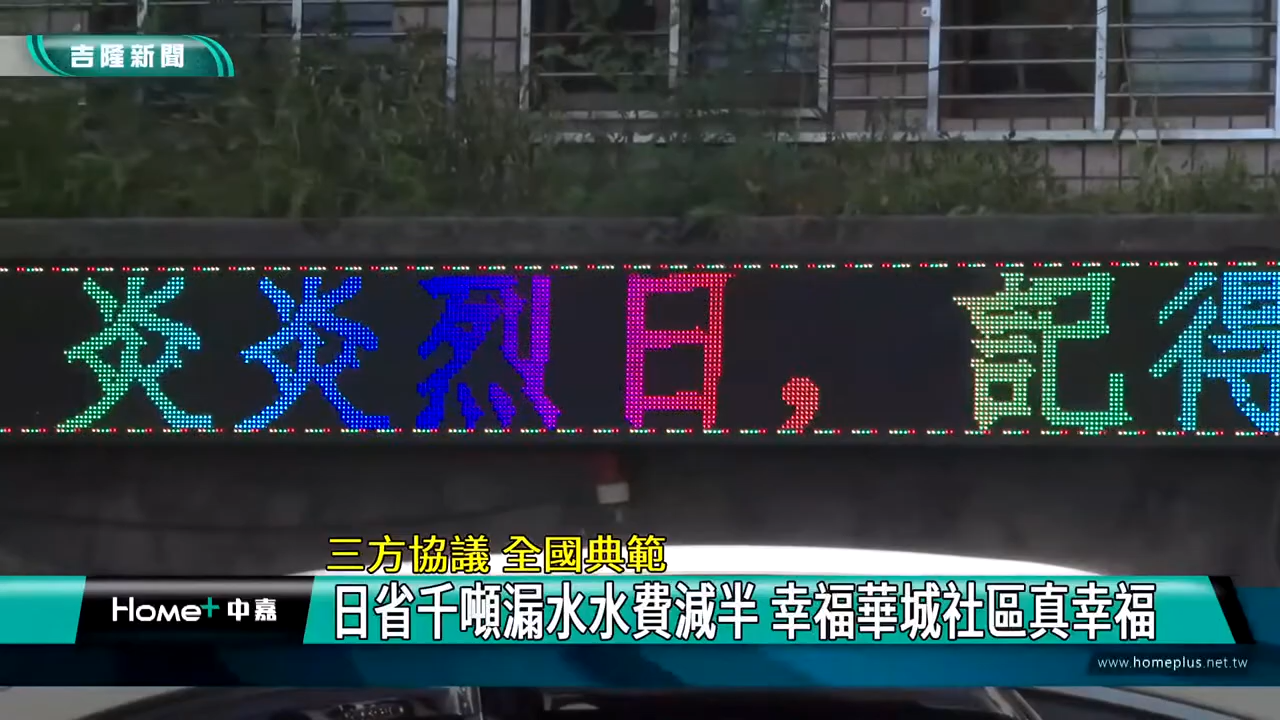 吉隆新聞
炎炎烈日，記得
三方協議 全國典範
Home+中嘉
日省千噸漏水水費減半 幸福華城社區真幸福
www.homeplus.net.tw